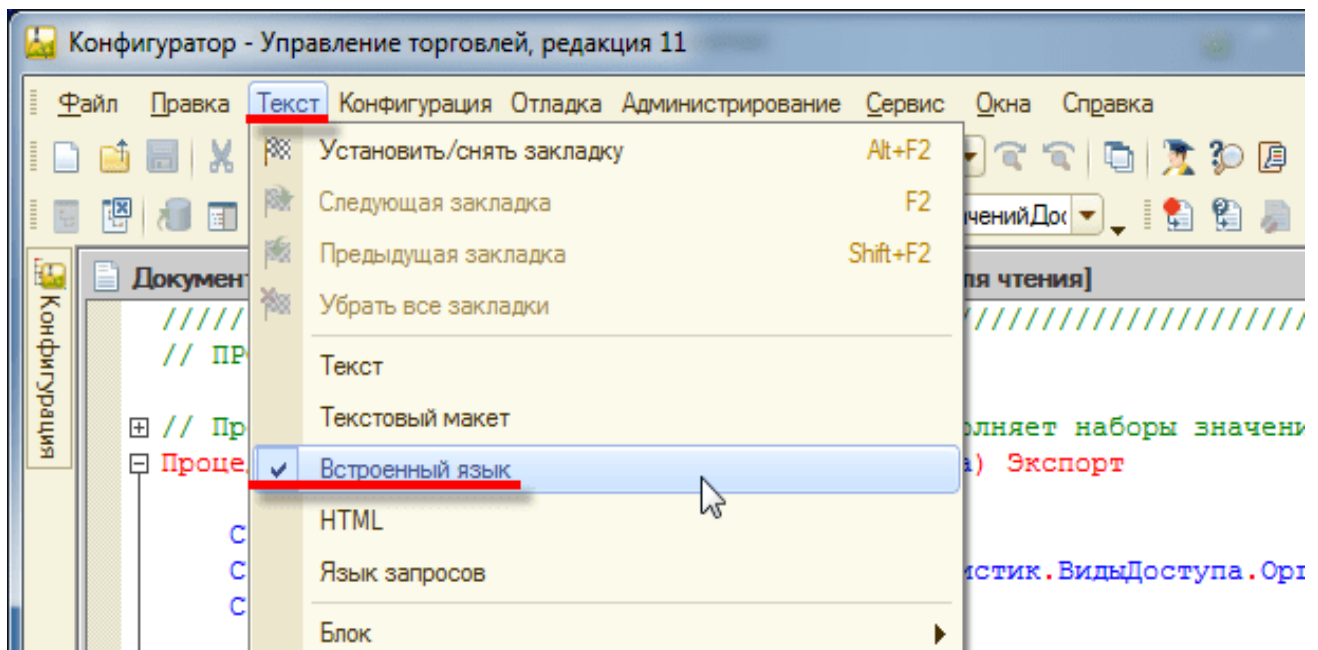 Конфигуратор - Управление торговлей, редакция 11
Файл Правка Текст Конфигурация Отладка Администрирование Сервис Окна Справка
Установить/снять закладку Alt+F2
Следующая закладка F2
ченийДок
Предыдущая закладка Shift+F2
Убрать все закладки
Конфигурация
Документ
ля чтения]
/////
////////////////////
// ПР
Текст
Текстовый макет
// Пр
олняет наборы значени
Проце
Встроенный язык
а) Экспорт
HTML
С
Язык запросов
С
истик.ВидыДоступа.Орг
С
Блок